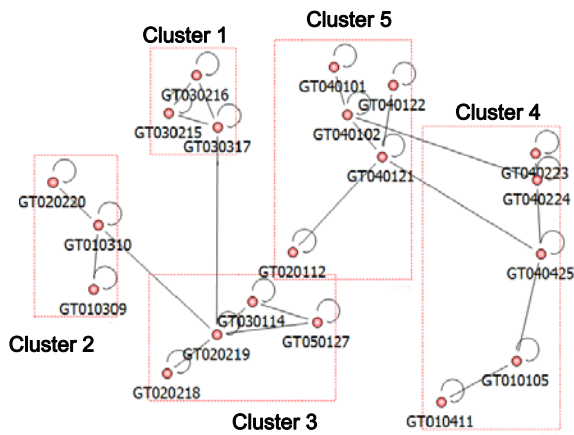 Cluster 5
Cluster 1
GT030216
GT040101
GT040122
Cluster 4
GT030215
GT030317
GT040102
GT040121
GT040223
GT040224
GT020220
GT010310
GT020112
GT040425
GT010309
GT030114
Cluster 2
GT020219
GT050127
GT020218
GT010105
GT010411
Cluster 3